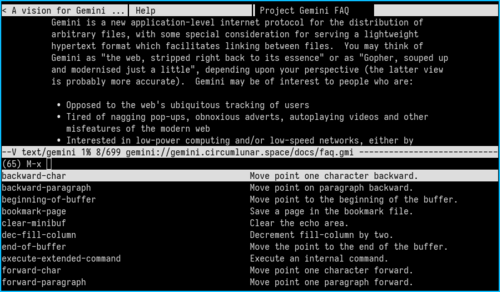 < A vision for Gemini ... Help Project Gemini FAQ
Gemini is a new application-level internet protocol for the distribution of
arbitrary files, with some special consideration for serving a lightweight
hypertext format which facilitates linking between files.  You may think of
Gemini as "the web, stripped right back to its essence" or as "Gopher, souped up
and modernised just a little", depending upon your perspective (the latter view
is probably more accurate).  Gemini may be of interest to people who are:
• Opposed to the web's ubiquitous tracking of users
• Tired of nagging pop-ups, obnoxious adverts, autoplaying videos and other
misfeatures of the modern web
• Interested in low-power computing and/or low-speed networks, either by
--V text/gemini 1% 8/699 gemini://gemini.circumlunar.space/docs/faq.gmi ----------------------------
(65) M-x
backward-char Move point one character backward.
backward-paragraph Move point on paragraph backward.
beginning-of-buffer Move point to the beginning of the buffer.
bookmark-page Save a page in the bookmark file.
clear-minibuf Clear the echo area.
dec-fill-column Decrement fill-column by two.
end-of-buffer Move the point to the end of the buffer.
execute-extended-command Execute an internal command.
forward-char Move point one character forward.
forward-paragraph Move point one paragraph forward.